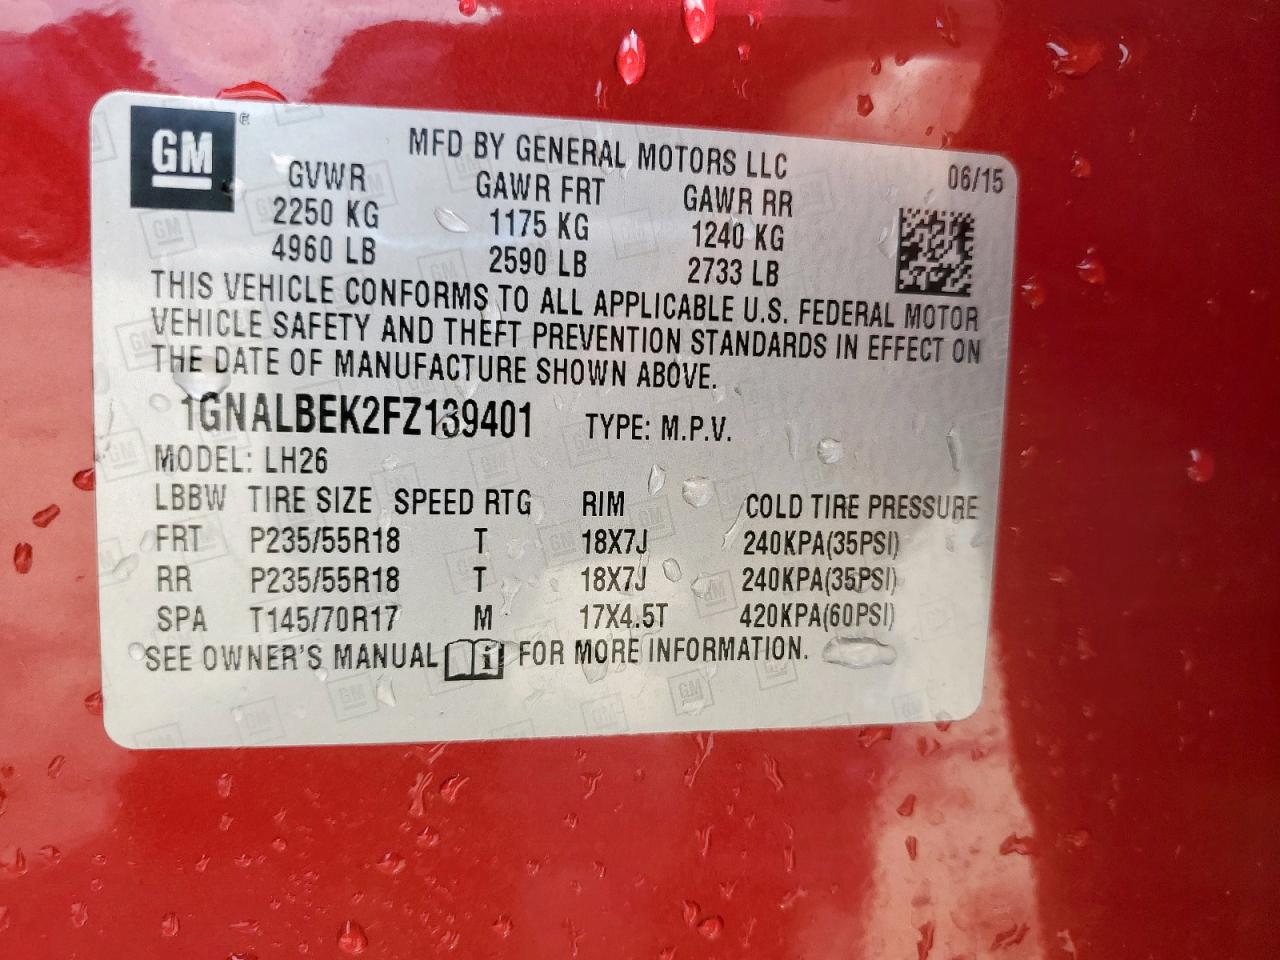 GM ®
MFD BY GENERAL MOTORS LLC
06/15
GVWR GAWR FRT GAWR RR
2250 KG 1175 KG 1240 KG
4960 LB 2590 LB 2733 LB
THIS VEHICLE CONFORMS TO ALL APPLICABLE U.S. FEDERAL MOTOR
VEHICLE SAFETY AND THEFT PREVENTION STANDARDS IN EFFECT ON
THE DATE OF MANUFACTURE SHOWN ABOVE.
1GNALBEK2FZ139401 TYPE: M.P.V.
MODEL: LH26
LBBW TIRE SIZE SPEED RTG RIM COLD TIRE PRESSURE
FRT P235/55R18 T 18X7J 240KPA(35PSI)
RR P235/55R18 T 18X7J 240KPA(35PSI)
SPA T145/70R17 M 17X4.5T 420KPA(60PSI)
SEE OWNER'S MANUAL i FOR MORE INFORMATION.